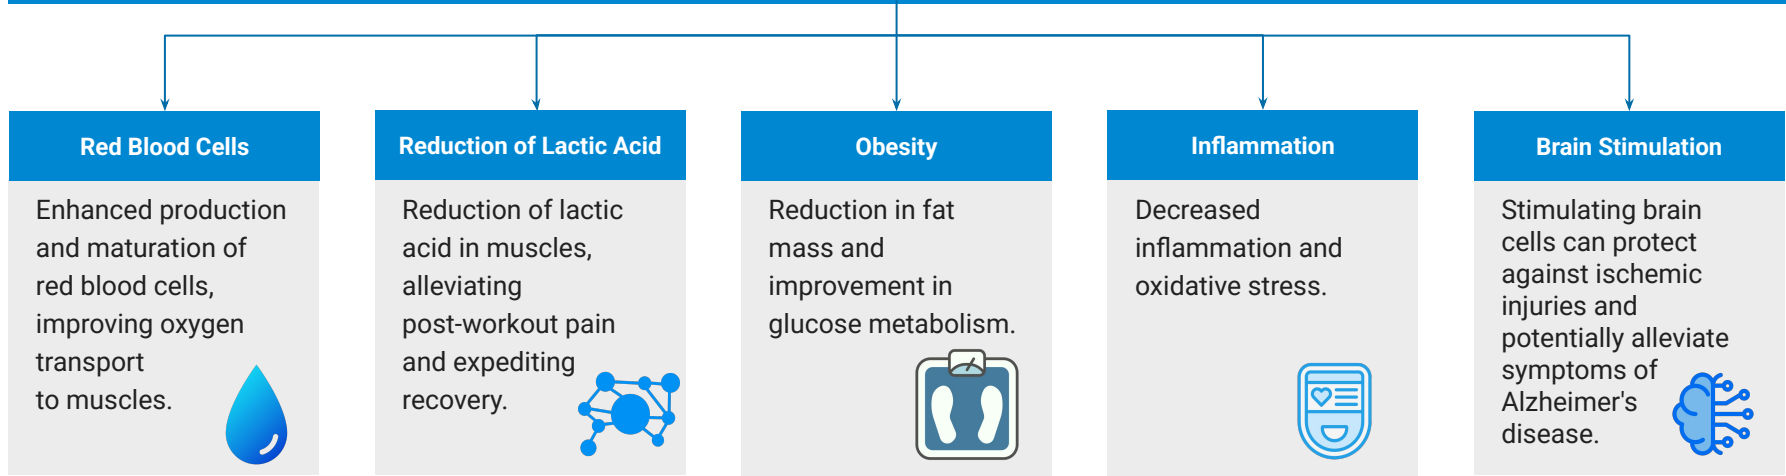 Red Blood Cells
Enhanced production
and maturation of
red blood cells,
improving oxygen
transport
to muscles.
Reduction of Lactic Acid
Reduction of lactic
acid in muscles,
alleviating
post-workout pain
and expediting
recovery.
Obesity
Reduction in fat
mass and
improvement in
glucose metabolism.
Inflammation
Decreased
inflammation and
oxidative stress.
Brain Stimulation
Stimulating brain
cells can protect
against ischemic
injuries and
potentially alleviate
symptoms of
Alzheimer's
disease.